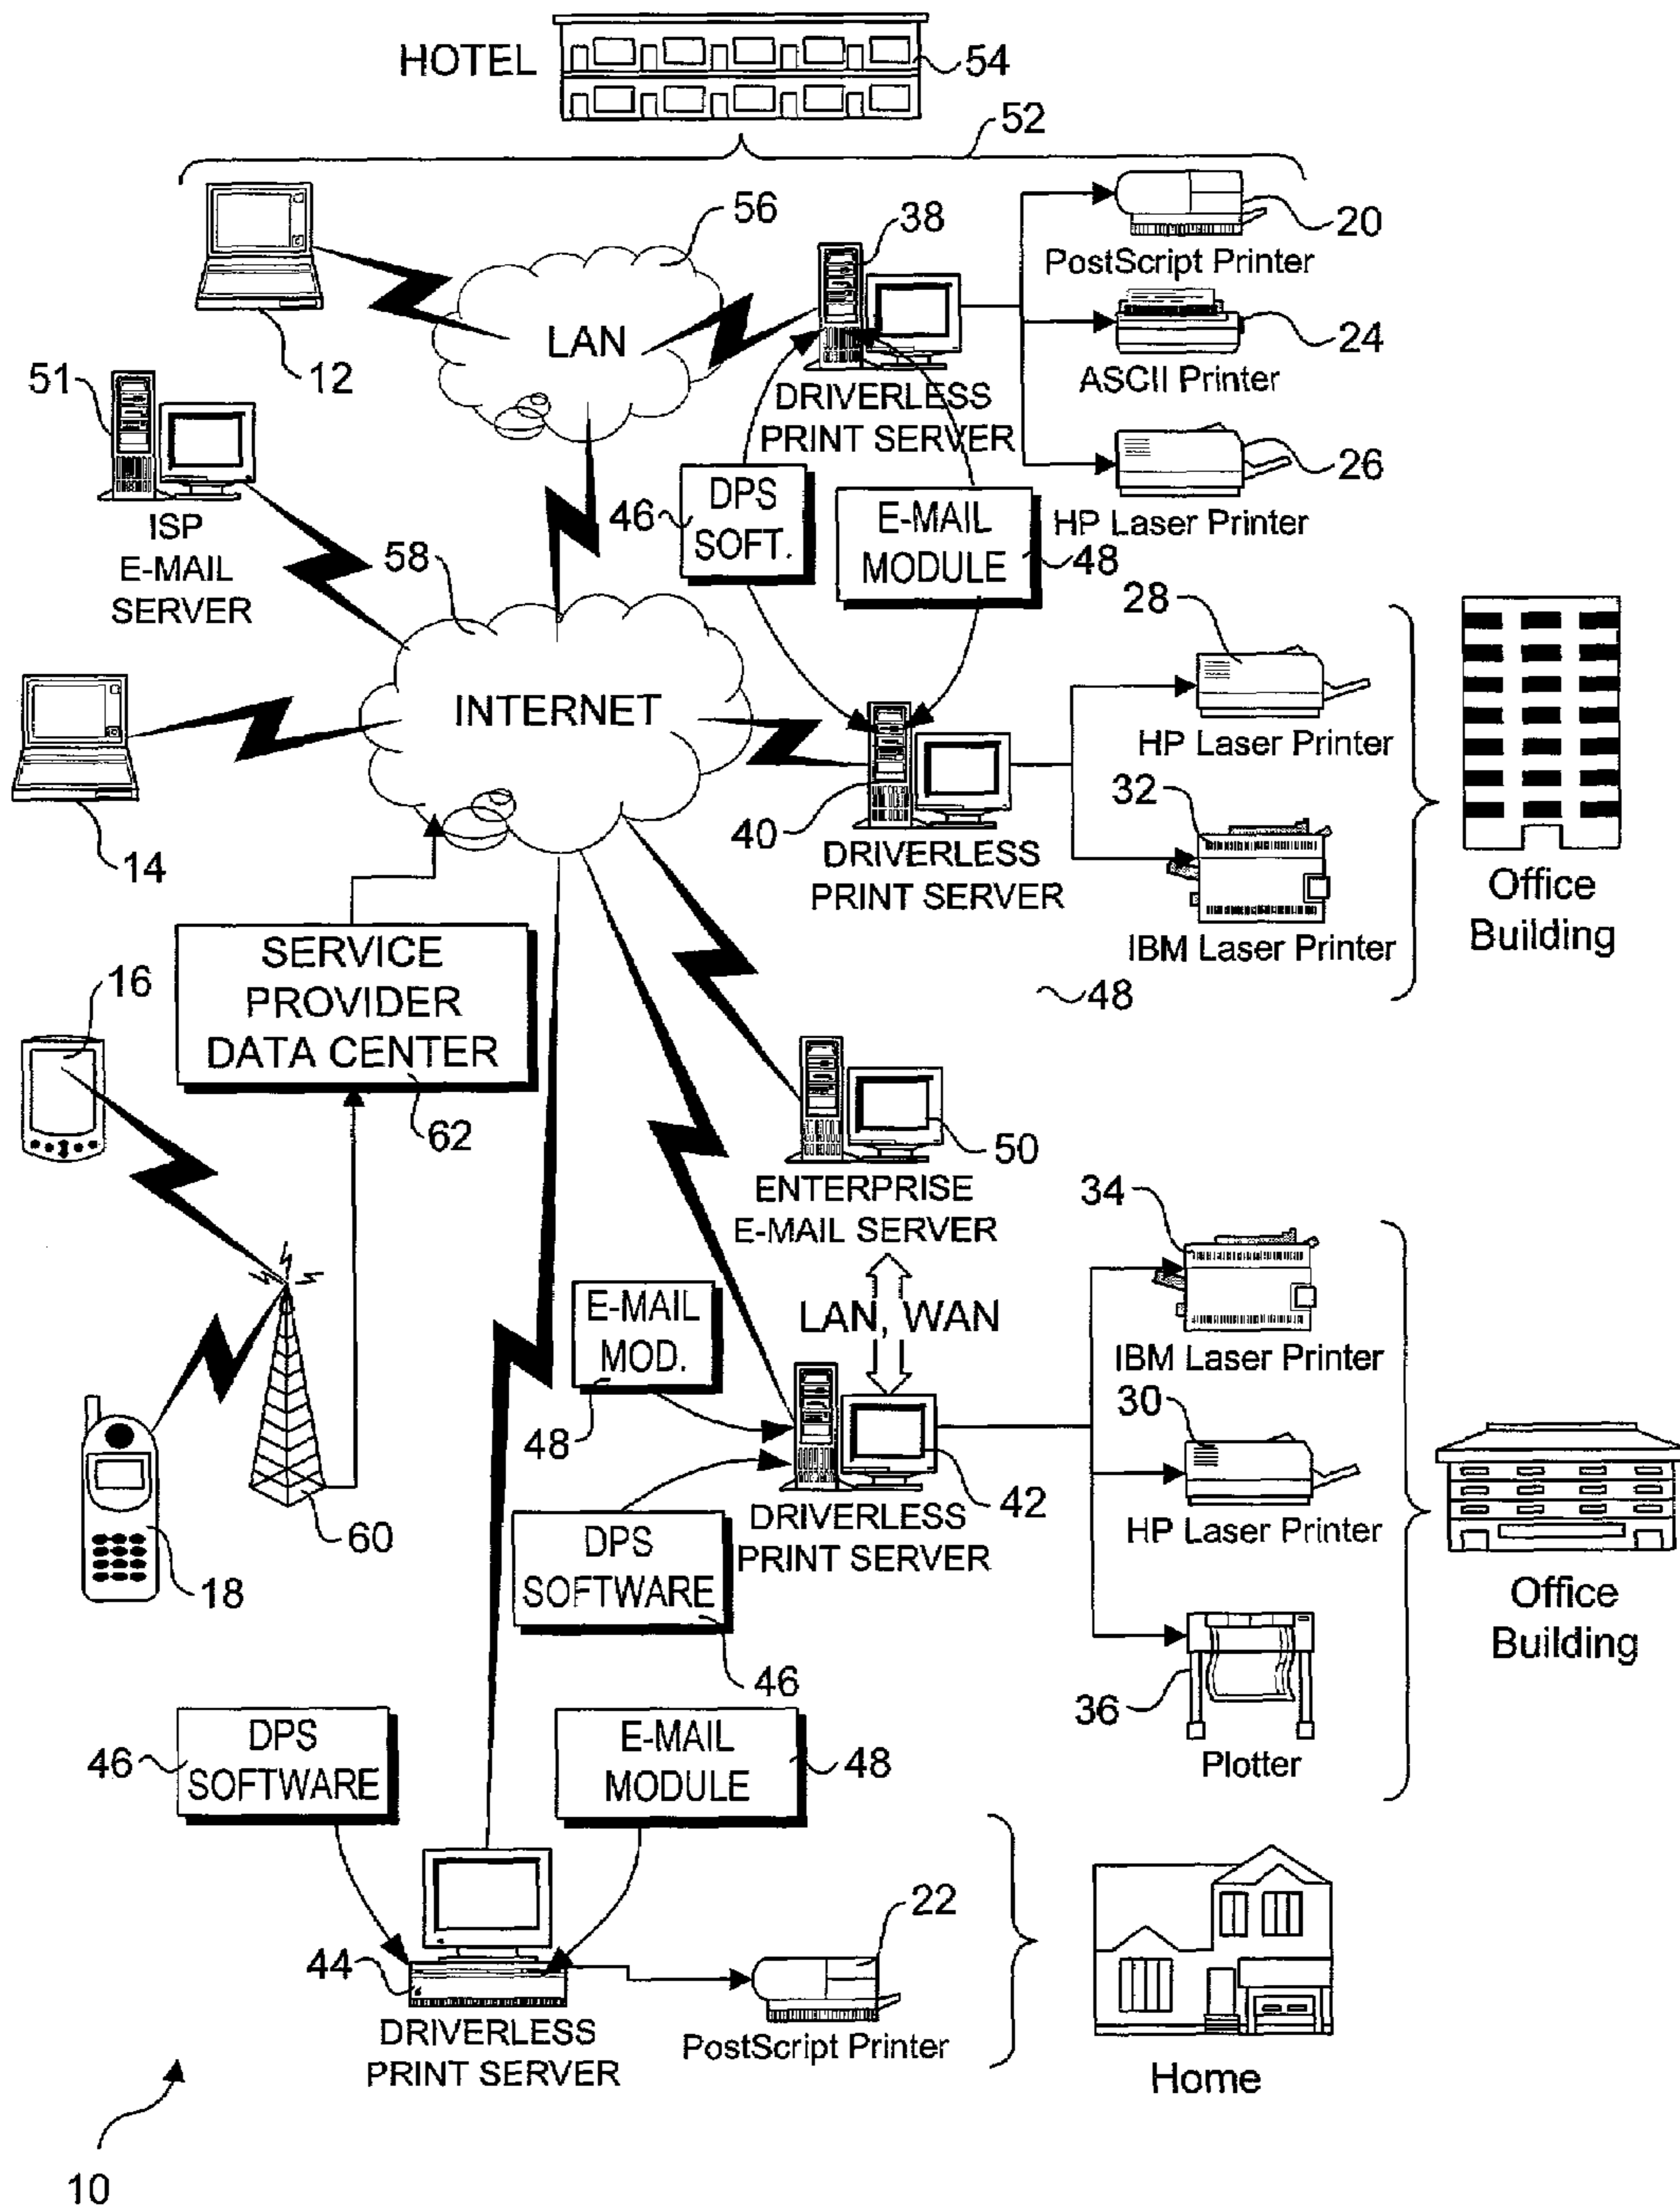 HOTEL
54
52
56
38
20
PostScript Printer
LAN
12
24
ASCII Printer
51
DRIVERLESS
PRINT SERVER
26
HP Laser Printer
ISP
E-MAIL
SERVER
46
DPS
SOFT.
E-MAIL
MODULE
48
58
28
INTERNET
HP Laser Printer
14
40
DRIVERLESS
PRINT SERVER
32
IBM Laser Printer
Office
Building
48
SERVICE
PROVIDER
DATA CENTER
16
62
50
ENTERPRISE
E-MAIL SERVER
34
IBM Laser Printer
LAN, WAN
E-MAIL
MOD.
48
30
HP Laser Printer
42
DRIVERLESS
PRINT SERVER
60
18
DPS
SOFTWARE
46
Office
Building
36
Plotter
46
DPS
SOFTWARE
E-MAIL
MODULE
48
22
44
DRIVERLESS
PRINT SERVER
PostScript Printer
Home
10